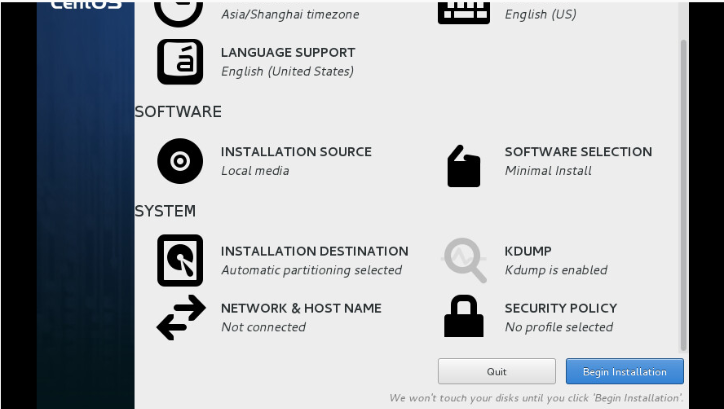 CentOS
Asia/Shanghai timezone
English (US)
LANGUAGE SUPPORT
English (United States)
SOFTWARE
INSTALLATION SOURCE
Local media
SOFTWARE SELECTION
Minimal Install
SYSTEM
INSTALLATION DESTINATION
Automatic partitioning selected
KDUMP
Kdump is enabled
NETWORK & HOST NAME
Not connected
SECURITY POLICY
No profile selected
Quit
Begin Installation
We won't touch your disks until you click 'Begin Installation'.